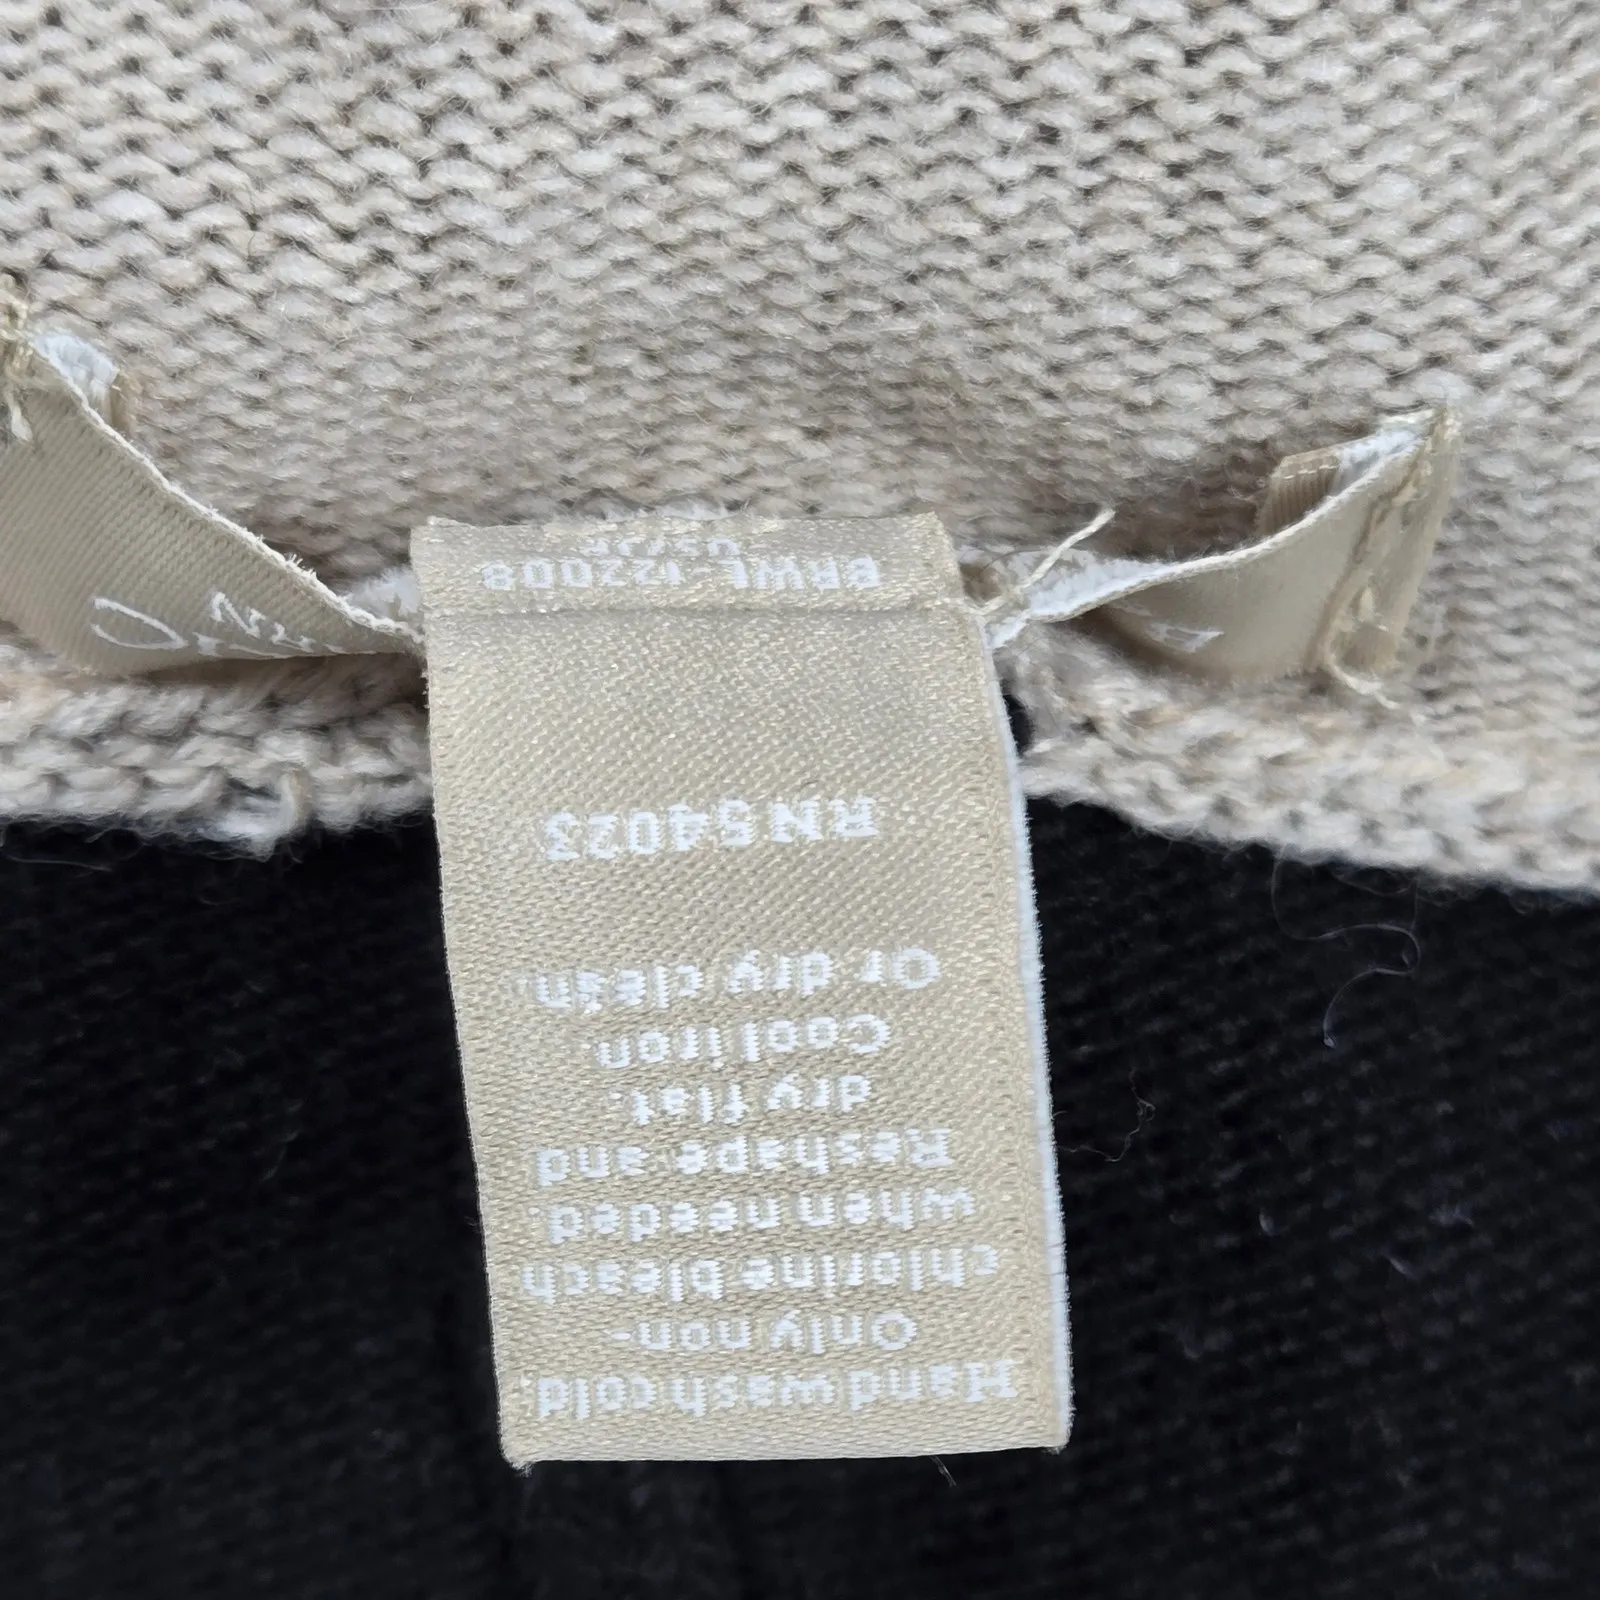 Hand wash cold.
Only non-
chlorine bleach
when needed.
Reshape and
dry flat.
Cool iron.
Or dry clean.
RN 54023